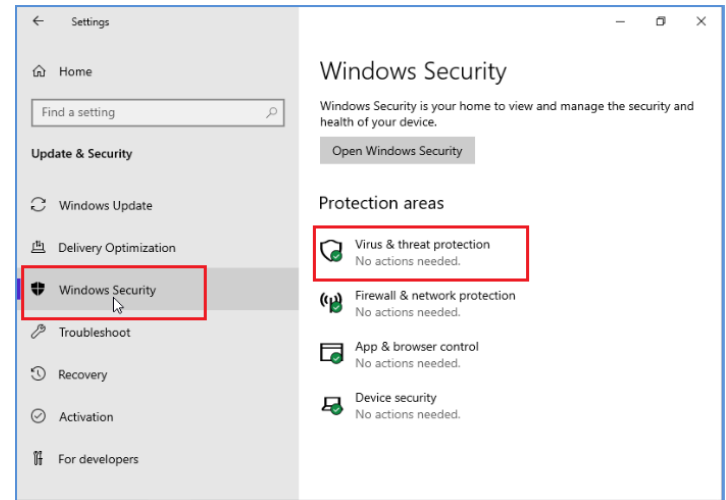 Settings
Home
Find a setting
Update & Security
Windows Update
Delivery Optimization
Windows Security
Troubleshoot
Recovery
Activation
For developers
Windows Security
Windows Security is your home to view and manage the security and
health of your device.
Open Windows Security
Protection areas
Virus & threat protection
No actions needed.
Firewall & network protection
No actions needed.
App & browser control
No actions needed.
Device security
No actions needed.